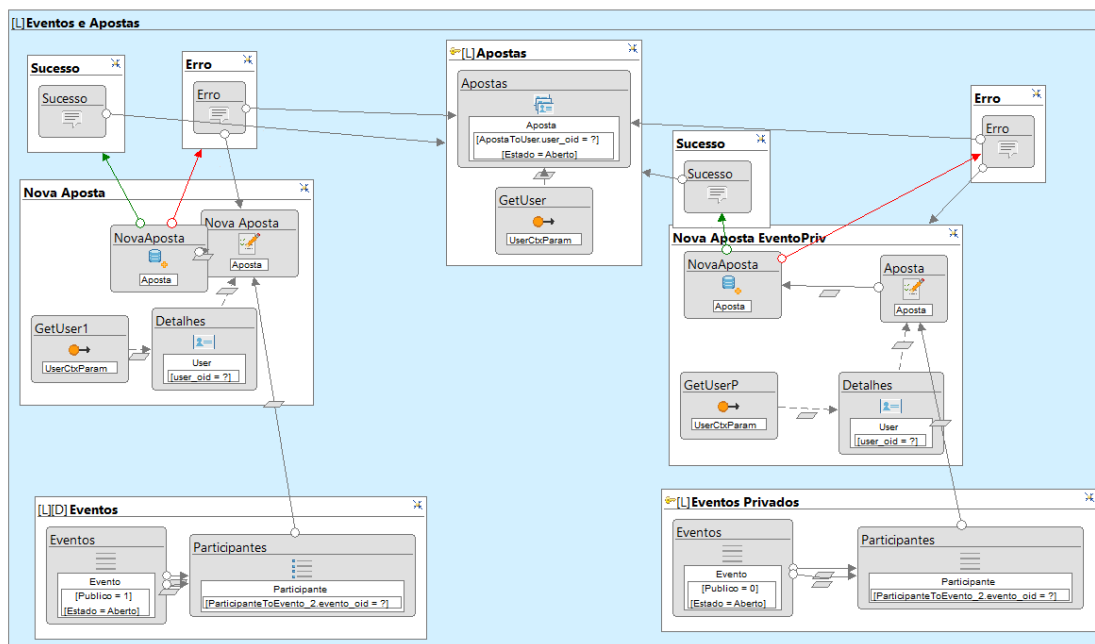 [L]Eventos e Apostas
Sucesso
Sucesso
Erro
Erro
[L]Apostas
Apostas
Aposta
[ApostaToUser.user_oid = ?]
[Estado = Aberto]
GetUser
UserCtxParam
Sucesso
Sucesso
Erro
Erro
Nova Aposta
NovaAposta
Aposta
Nova Aposta
Aposta
GetUser1
UserCtxParam
Detalhes
User
[user_oid = ?]
Nova Aposta EventoPriv
NovaAposta
Aposta
Aposta
Aposta
GetUserP
UserCtxParam
Detalhes
User
[user_oid = ?]
[L][D]Eventos
Eventos
Evento
[Publico = 1]
[Estado = Aberto]
Participantes
Participante
[ParticipanteToEvento_2.evento_oid = ?]
[L]Eventos Privados
Eventos
Evento
[Publico = 0]
[Estado = Aberto]
Participantes
Participante
[ParticipanteToEvento_2.evento_oid = ?]